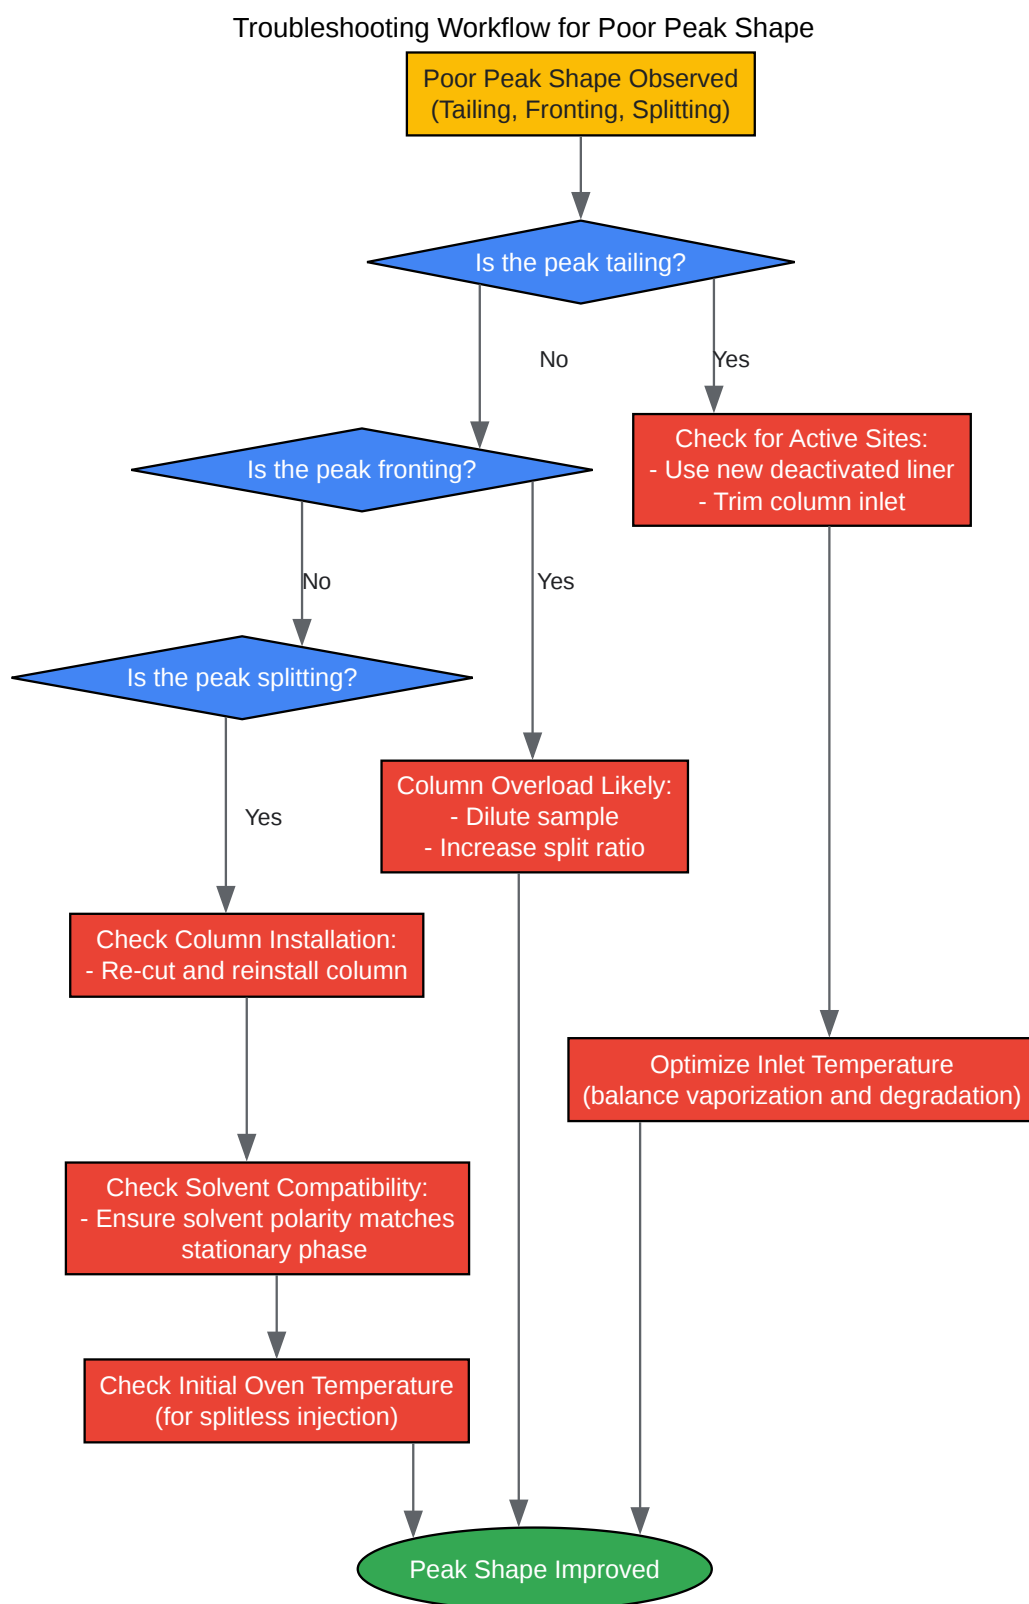 Troubleshooting Workflow for Poor Peak Shape
Poor Peak Shape Observed
(Tailing, Fronting, Splitting)
Is the peak tailing?
No
Yes
Check for Active Sites:
- Use new deactivated liner
- Trim column inlet
Is the peak fronting?
No
Yes
Is the peak splitting?
Yes
Column Overload Likely:
- Dilute sample
- Increase split ratio
Check Column Installation:
- Re-cut and reinstall column
Optimize Inlet Temperature
(balance vaporization and degradation)
Check Solvent Compatibility:
- Ensure solvent polarity matches
stationary phase
Check Initial Oven Temperature
(for splitless injection)
Peak Shape Improved